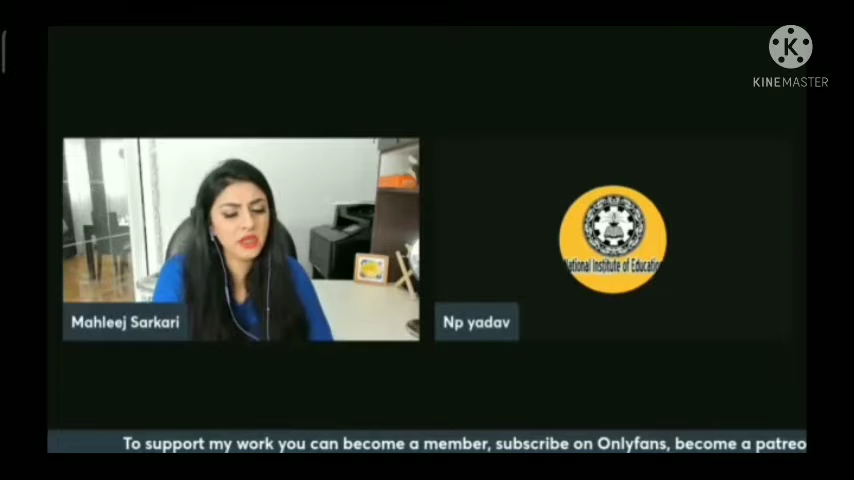 K
KINEMASTER
National Institute of Education
Mahleej Sarkari
Np yadav
To support my work you can become a member, subscribe on Onlyfans, become a patreo